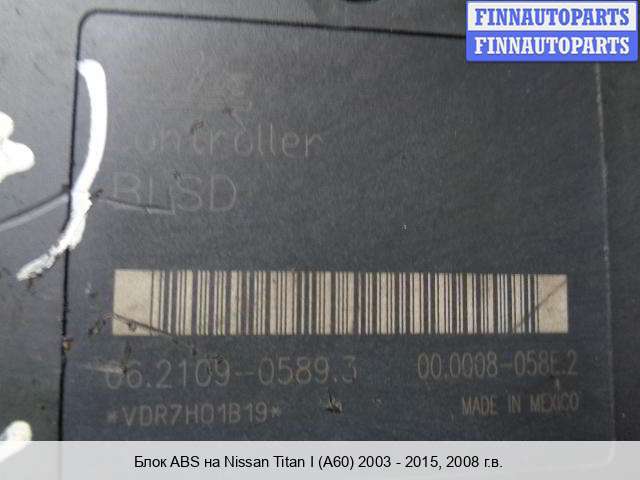 FINNAUTOPARTS
FINNAUTOPARTS
Controller
BLSD
06.2109-0589.3 00.0008-058E.2
*VDR7H01B19* MADE IN MEXICO
Блок ABS на Nissan Titan I (A60) 2003 - 2015, 2008 г.в.